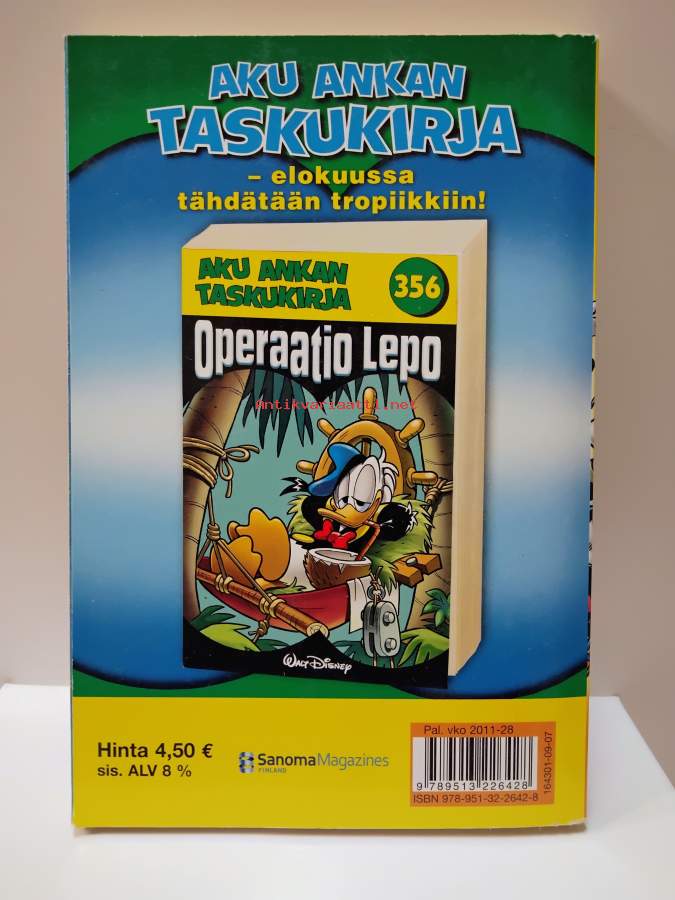 AKU ANKAN
TASKUKIRJA
– elokuussa
tähdätään tropiikkiin!
AKU ANKAN
TASKUKIRJA
356
Operaatio Lepo
Antikvariaatti.net
WALT DISNEY
Hinta 4,50 €
sis. ALV 8 %
SanomaMagazines
FINLAND
Pal. vko 2011-28
9 789513 226428
ISBN 978-951-32-2642-8
164301-09-07